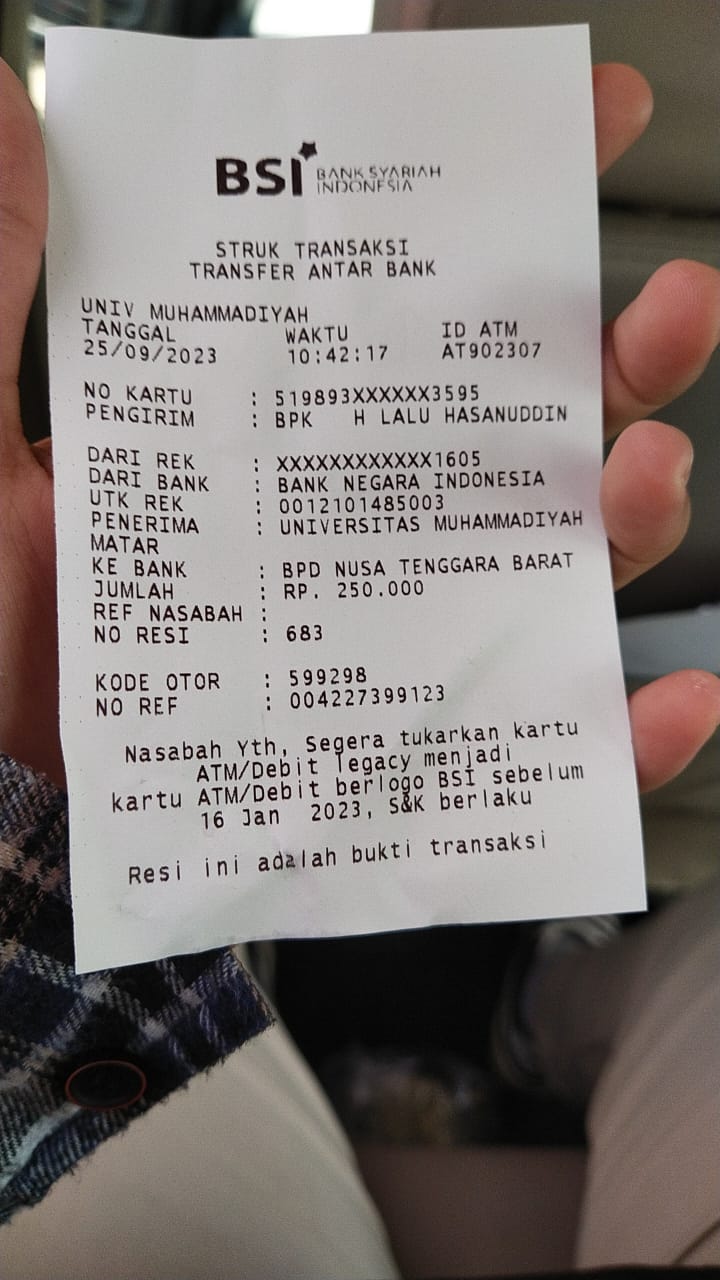 BSI BANK SYARIAH
INDONESIA
STRUK TRANSAKSI
TRANSFER ANTAR BANK
UNIV MUHAMMADIYAH
TANGGAL WAKTU ID ATM
25/09/2023 10:42:17 AT902307
NO KARTU : 519893XXXXXX3595
PENGIRIM : BPK H LALU HASANUDDIN
DARI REK : XXXXXXXXXXXX1605
DARI BANK : BANK NEGARA INDONESIA
UTK REK : 0012101485003
PENERIMA : UNIVERSITAS MUHAMMADIYAH
MATAR
KE BANK : BPD NUSA TENGGARA BARAT
JUMLAH : RP. 250.000
REF NASABAH :
NO RESI : 683
KODE OTOR : 599298
NO REF : 004227399123
Nasabah Yth, Segera tukarkan kartu
ATM/Debit legacy menjadi
kartu ATM/Debit berlogo BSI sebelum
16 Jan 2023, S&K berlaku
Resi ini adalah bukti transaksi